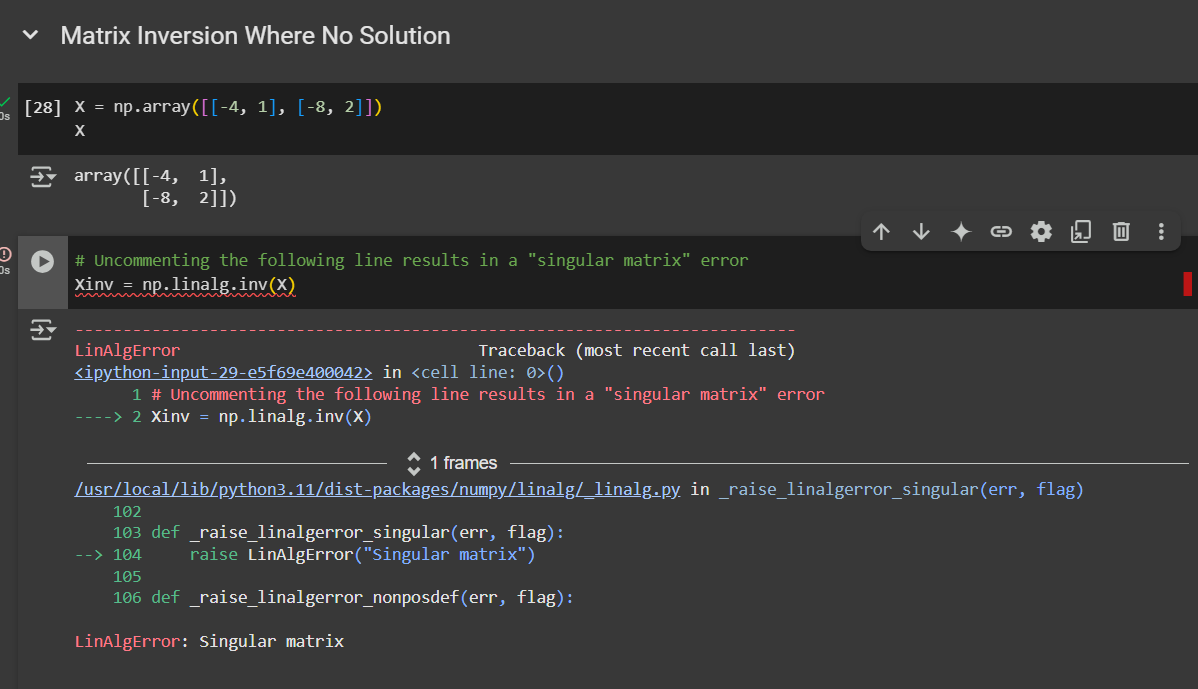 Matrix Inversion Where No Solution
0s
[28] X = np.array([[-4, 1], [-8, 2]])
X
array([[-4,  1],
       [-8,  2]])
0s
# Uncommenting the following line results in a "singular matrix" error
Xinv = np.linalg.inv(X)
---------------------------------------------------------------------------
LinAlgError                               Traceback (most recent call last)
<ipython-input-29-e5f69e400042> in <cell line: 0>()
      1 # Uncommenting the following line results in a "singular matrix" error
----> 2 Xinv = np.linalg.inv(X)
1 frames
/usr/local/lib/python3.11/dist-packages/numpy/linalg/_linalg.py in _raise_linalgerror_singular(err, flag)
    102
    103 def _raise_linalgerror_singular(err, flag):
--> 104     raise LinAlgError("Singular matrix")
    105
    106 def _raise_linalgerror_nonposdef(err, flag):
LinAlgError: Singular matrix